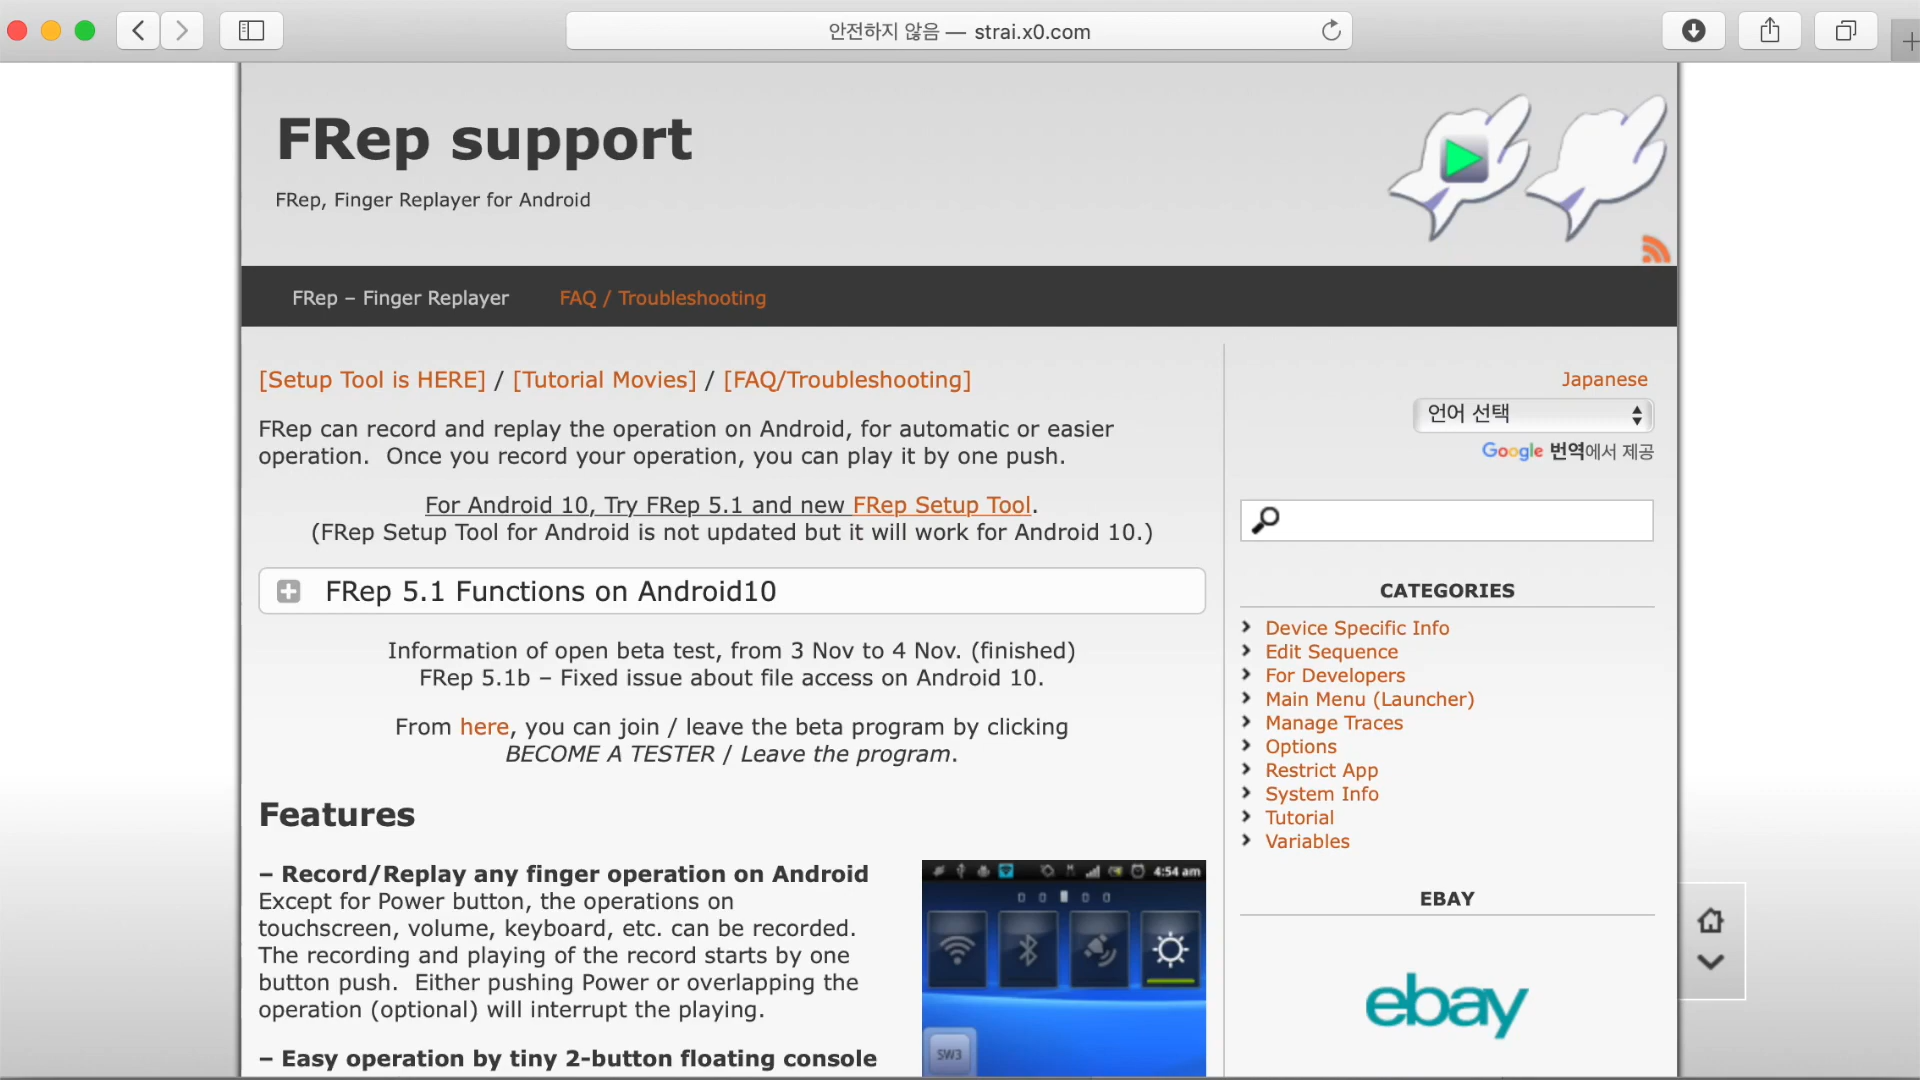 안전하지 않음 — strai.x0.com
FRep support
FRep, Finger Replayer for Android
FRep – Finger Replayer
FAQ / Troubleshooting
[Setup Tool is HERE] / [Tutorial Movies] / [FAQ/Troubleshooting]
FRep can record and replay the operation on Android, for automatic or easier
operation. Once you record your operation, you can play it by one push.
For Android 10, Try FRep 5.1 and new FRep Setup Tool.
(FRep Setup Tool for Android is not updated but it will work for Android 10.)
FRep 5.1 Functions on Android10
Information of open beta test, from 3 Nov to 4 Nov. (finished)
FRep 5.1b – Fixed issue about file access on Android 10.
From here, you can join / leave the beta program by clicking
BECOME A TESTER / Leave the program.
Features
– Record/Replay any finger operation on Android
Except for Power button, the operations on
touchscreen, volume, keyboard, etc. can be recorded.
The recording and playing of the record starts by one
button push. Either pushing Power or overlapping the
operation (optional) will interrupt the playing.
– Easy operation by tiny 2-button floating console
4:54 am
SW3
Japanese
언어 선택
Google 번역에서 제공
CATEGORIES
Device Specific Info
Edit Sequence
For Developers
Main Menu (Launcher)
Manage Traces
Options
Restrict App
System Info
Tutorial
Variables
EBAY
ebay